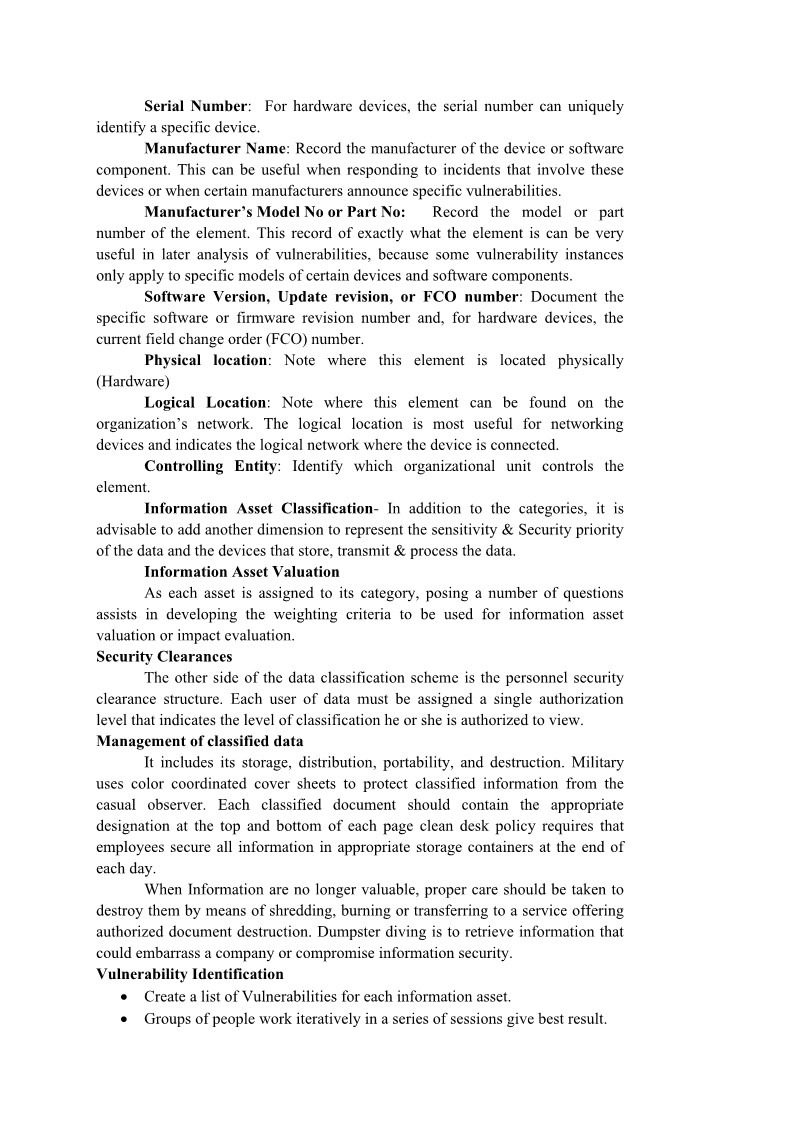 Serial Number:  For hardware devices, the serial number can uniquely
identify a specific device.
Manufacturer Name: Record the manufacturer of the device or software
component. This can be useful when responding to incidents that involve these
devices or when certain manufacturers announce specific vulnerabilities.
Manufacturer’s Model No or Part No:   Record the model or part
number of the element. This record of exactly what the element is can be very
useful in later analysis of vulnerabilities, because some vulnerability instances
only apply to specific models of certain devices and software components.
Software Version, Update revision, or FCO number: Document the
specific software or firmware revision number and, for hardware devices, the
current field change order (FCO) number.
Physical location: Note where this element is located physically
(Hardware)
Logical Location: Note where this element can be found on the
organization’s network. The logical location is most useful for networking
devices and indicates the logical network where the device is connected.
Controlling Entity: Identify which organizational unit controls the
element.
Information Asset Classification- In addition to the categories, it is
advisable to add another dimension to represent the sensitivity & Security priority
of the data and the devices that store, transmit & process the data.
Information Asset Valuation
As each asset is assigned to its category, posing a number of questions
assists in developing the weighting criteria to be used for information asset
valuation or impact evaluation.
Security Clearances
The other side of the data classification scheme is the personnel security
clearance structure. Each user of data must be assigned a single authorization
level that indicates the level of classification he or she is authorized to view.
Management of classified data
It includes its storage, distribution, portability, and destruction. Military
uses color coordinated cover sheets to protect classified information from the
casual observer. Each classified document should contain the appropriate
designation at the top and bottom of each page clean desk policy requires that
employees secure all information in appropriate storage containers at the end of
each day.
When Information are no longer valuable, proper care should be taken to
destroy them by means of shredding, burning or transferring to a service offering
authorized document destruction. Dumpster diving is to retrieve information that
could embarrass a company or compromise information security.
Vulnerability Identification
• Create a list of Vulnerabilities for each information asset.
• Groups of people work iteratively in a series of sessions give best result.